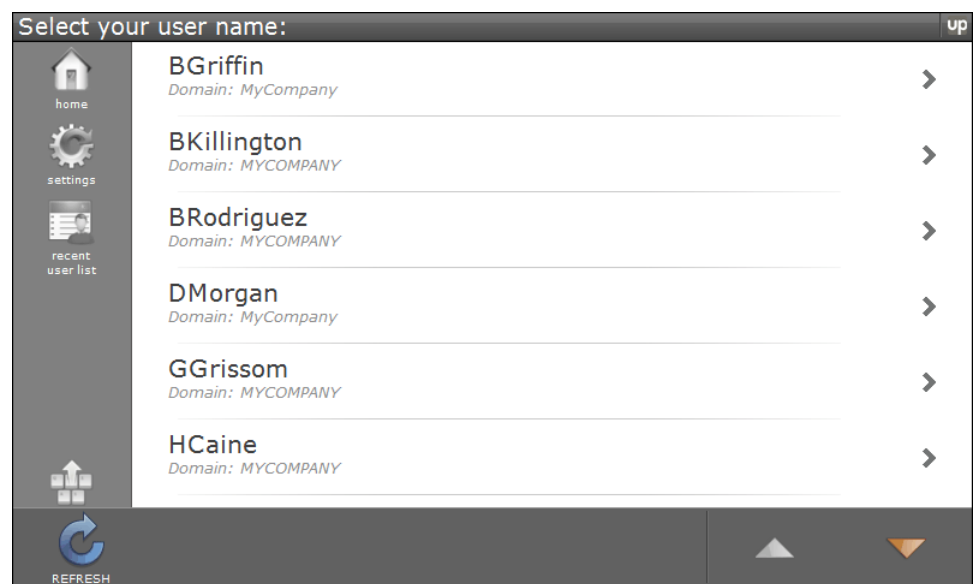 Select your user name:
up
home
settings
recent
user list
BGriffin
Domain: MyCompany
BKillington
Domain: MYCOMPANY
BRodriguez
Domain: MYCOMPANY
DMorgan
Domain: MyCompany
GGrissom
Domain: MYCOMPANY
HCaine
Domain: MYCOMPANY
REFRESH